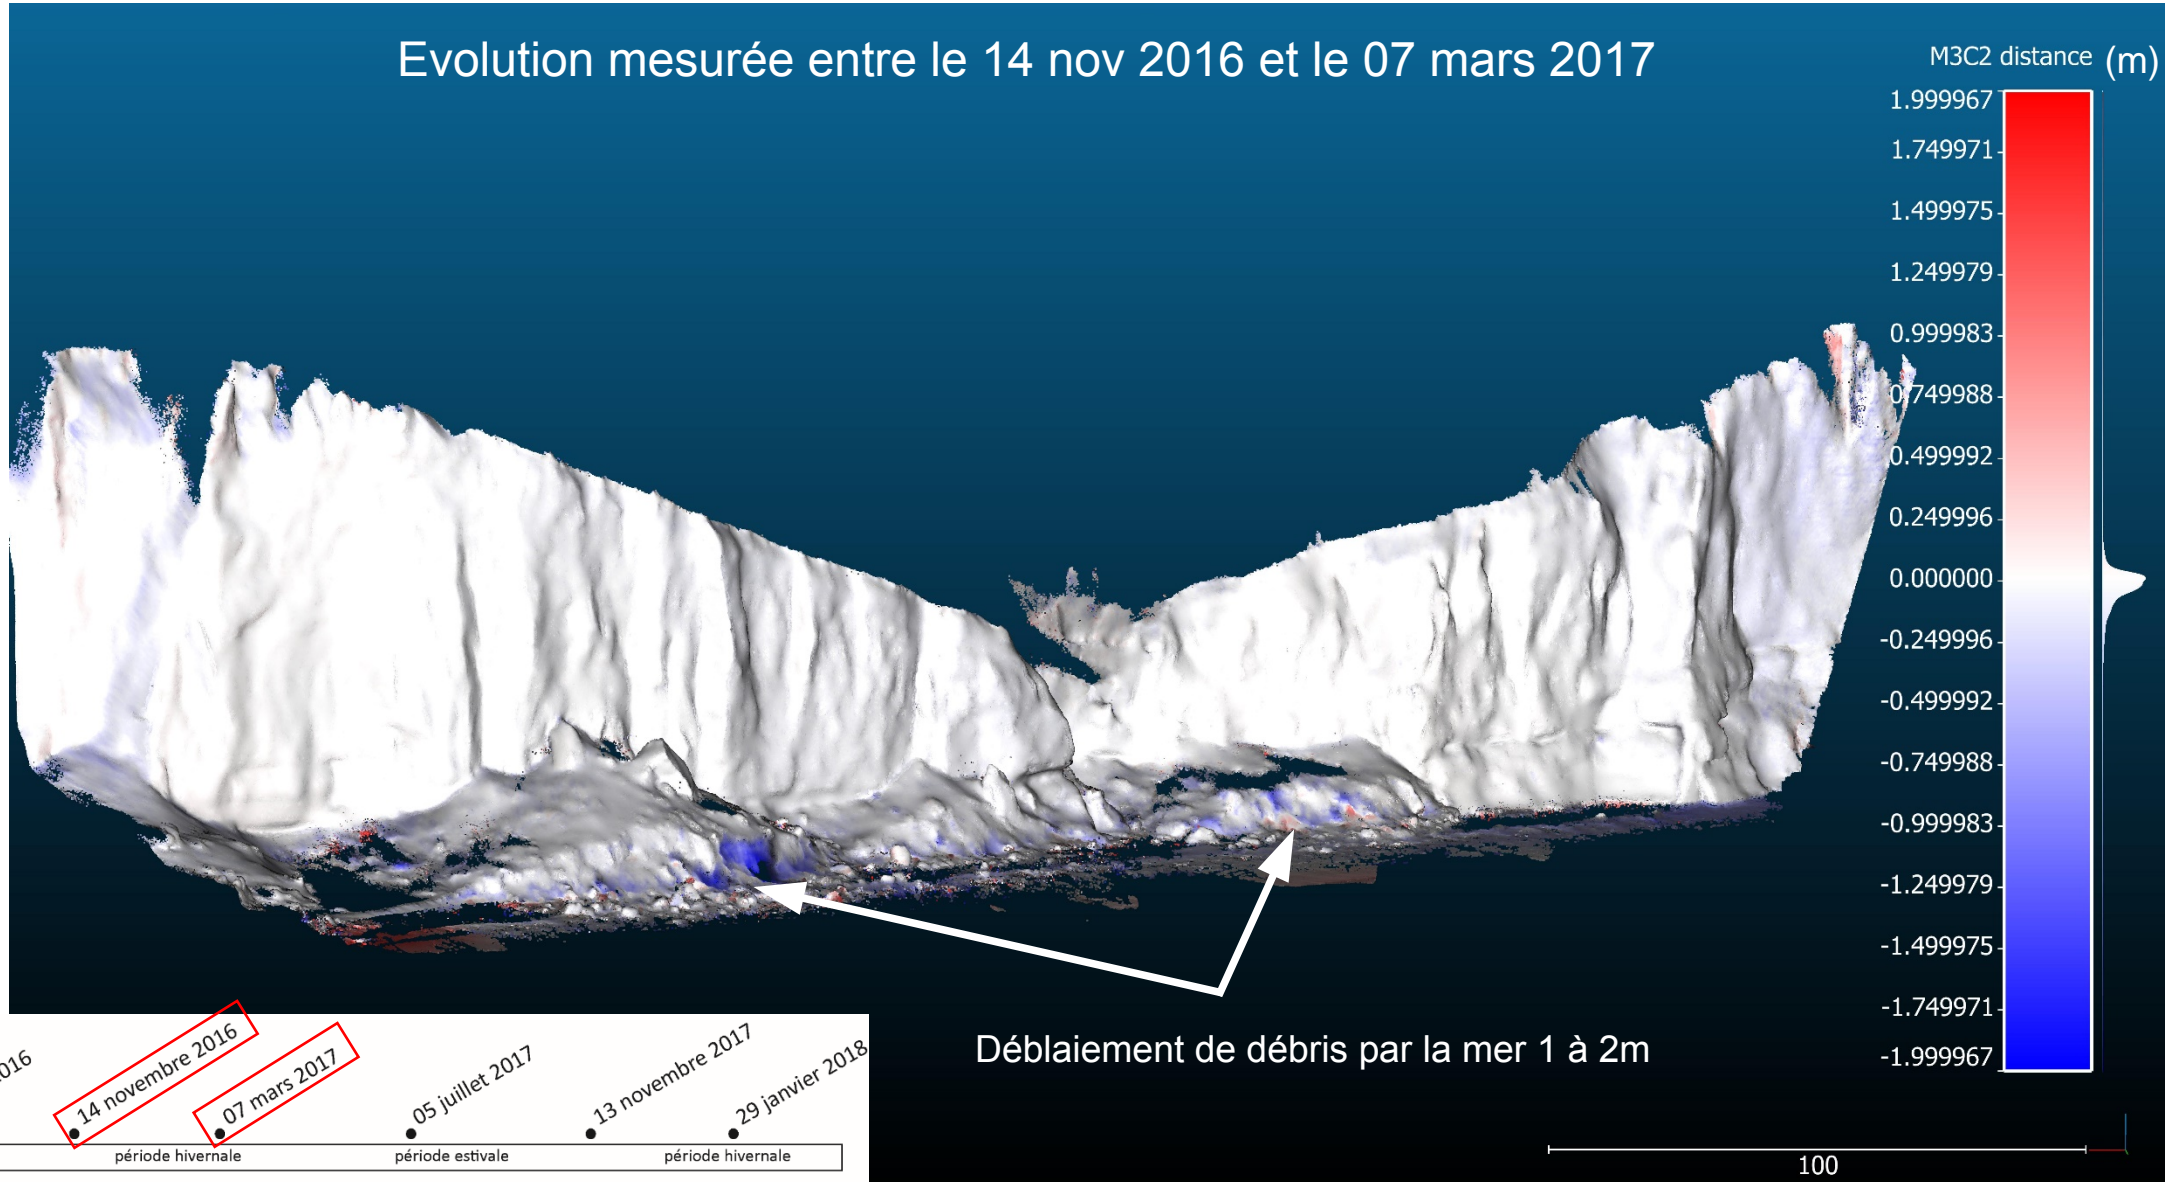 Evolution mesurée entre le 14 nov 2016 et le 07 mars 2017
M3C2 distance (m)
1.999967
1.749971
1.499975
1.249979
0.999983
0.749988
0.499992
0.249996
0.000000
-0.249996
-0.499992
-0.749988
-0.999983
-1.249979
-1.499975
-1.749971
-1.999967
Déblaiement de débris par la mer 1 à 2m
14 novembre 2016
07 mars 2017
05 juillet 2017
13 novembre 2017
29 janvier 2018
période hivernale
période estivale
période hivernale
100